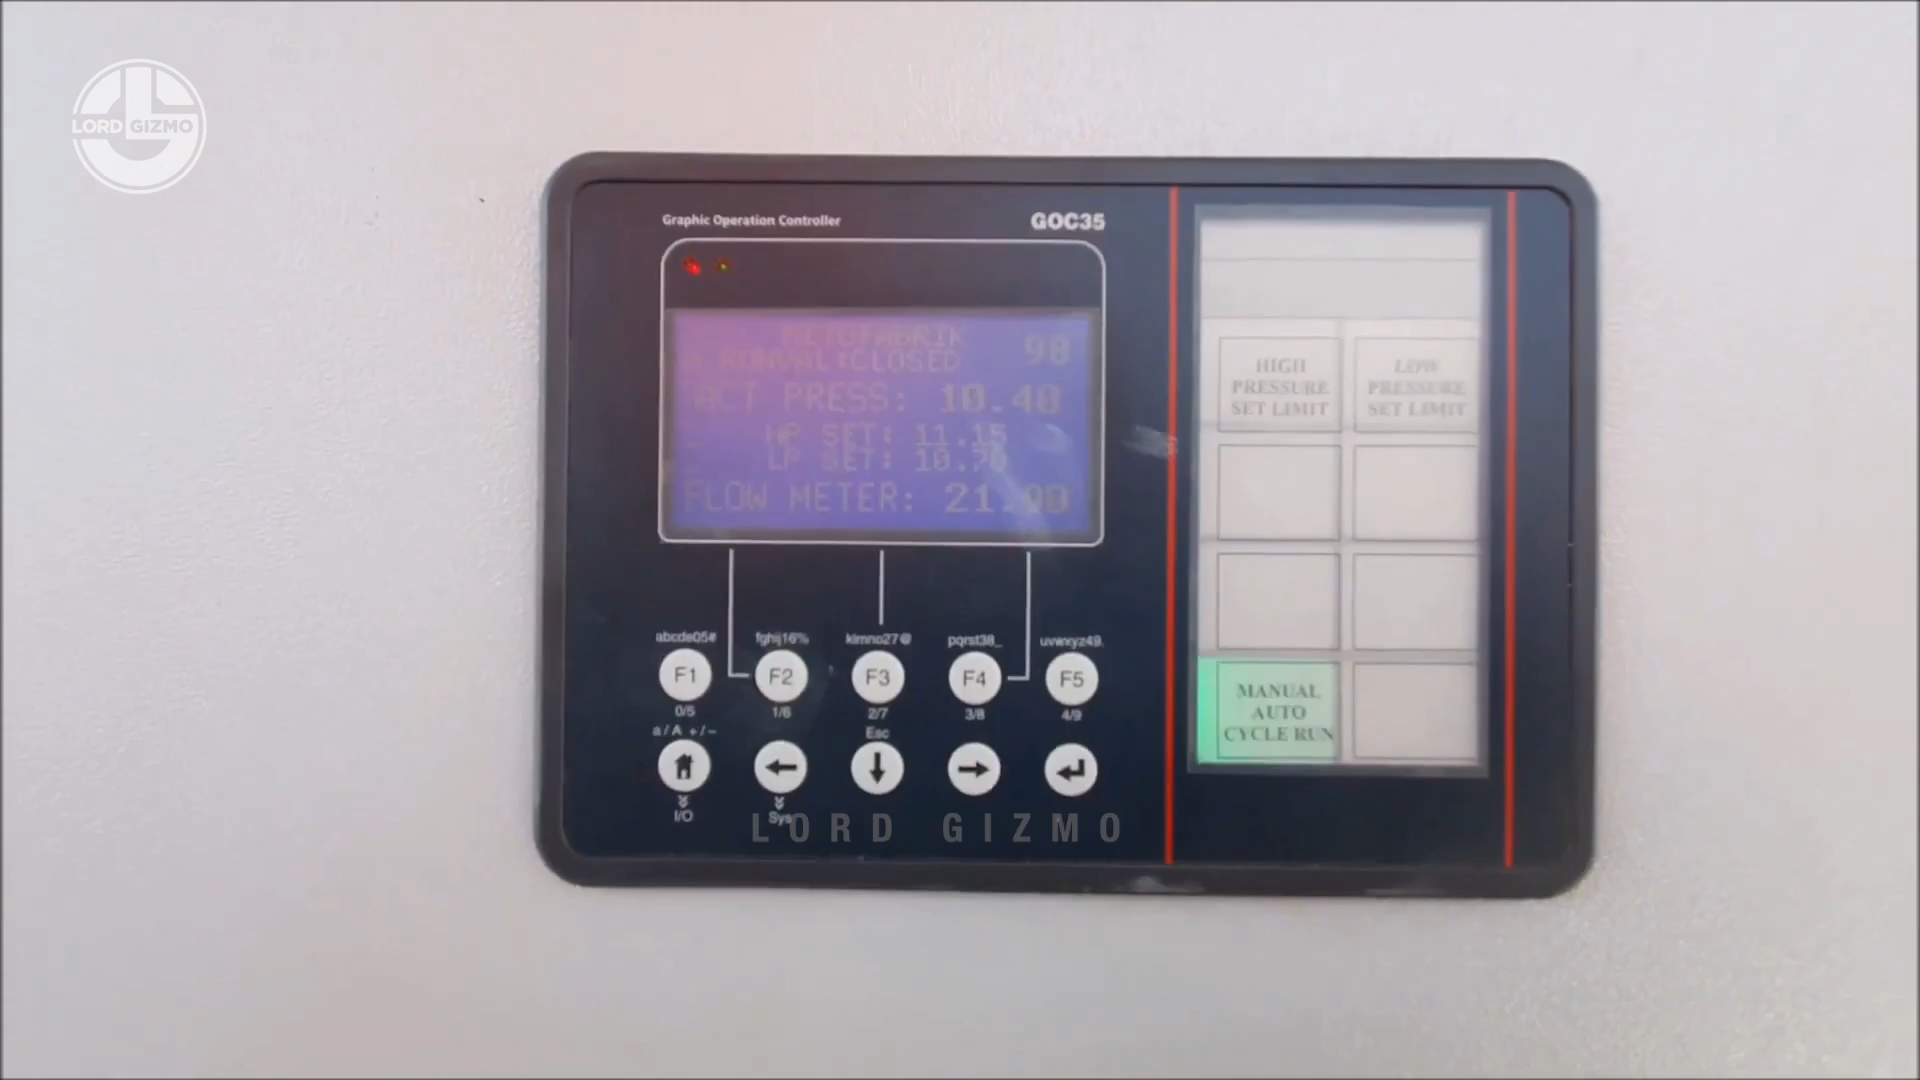 LORD GIZMO
Graphic Operation Controller
GOC35
98
:CLOSED
ACT PRESS: 10.40
HP SET: 11.15
LP SET: 10.70
FLOW METER: 21.90
abcde05# fghij16% klmno27@ pqrst38_ uvwxyz49.
F1 F2 F3 F4 F5
0/5 1/6 2/7 3/8 4/9
a/A +/- Esc
I/O Sys
LORD GIZMO
HIGH
PRESSURE
SET LIMIT
LOW
PRESSURE
SET LIMIT
MANUAL
AUTO
CYCLE RUN